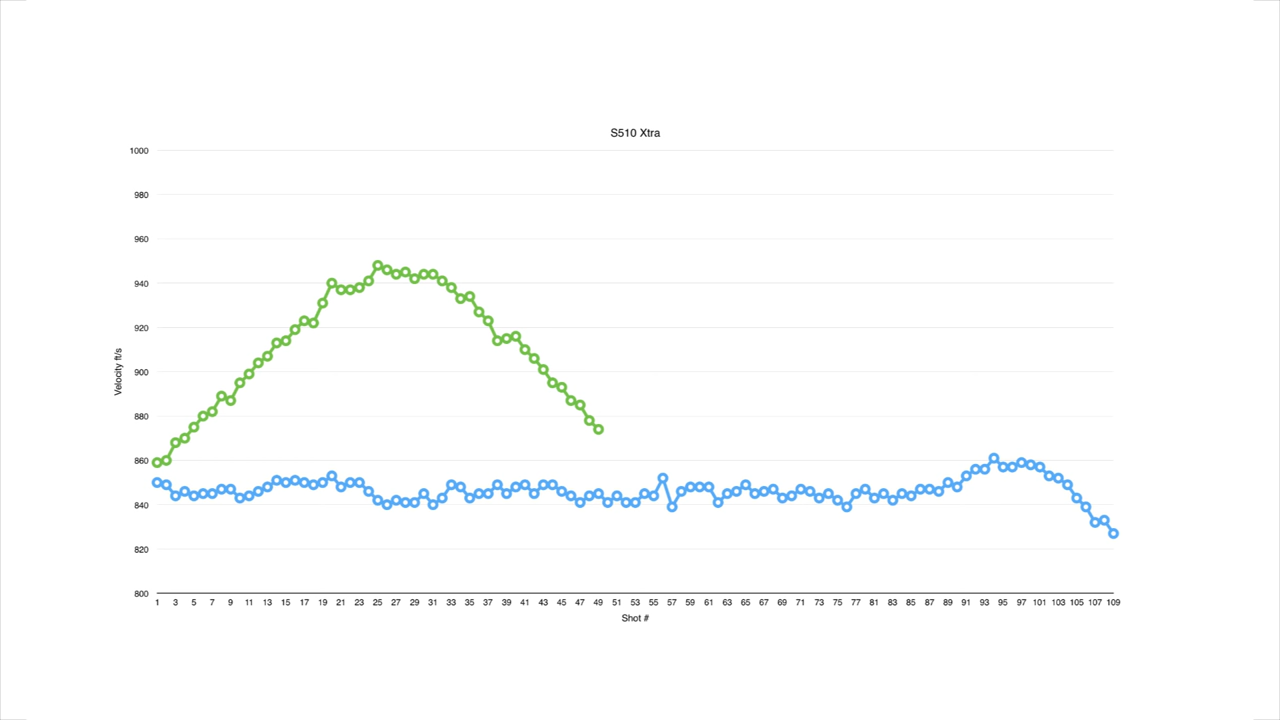 S510 Xtra
1000
980
960
940
920
900
880
860
840
820
800
Velocity ft/s
1 3 5 7 9 11 13 15 17 19 21 23 25 27 29 31 33 35 37 39 41 43 45 47 49 51 53 55 57 59 61 63 65 67 69 71 73 75 77 79 81 83 85 87 89 91 93 95 97 101 103 105 107 109
Shot #